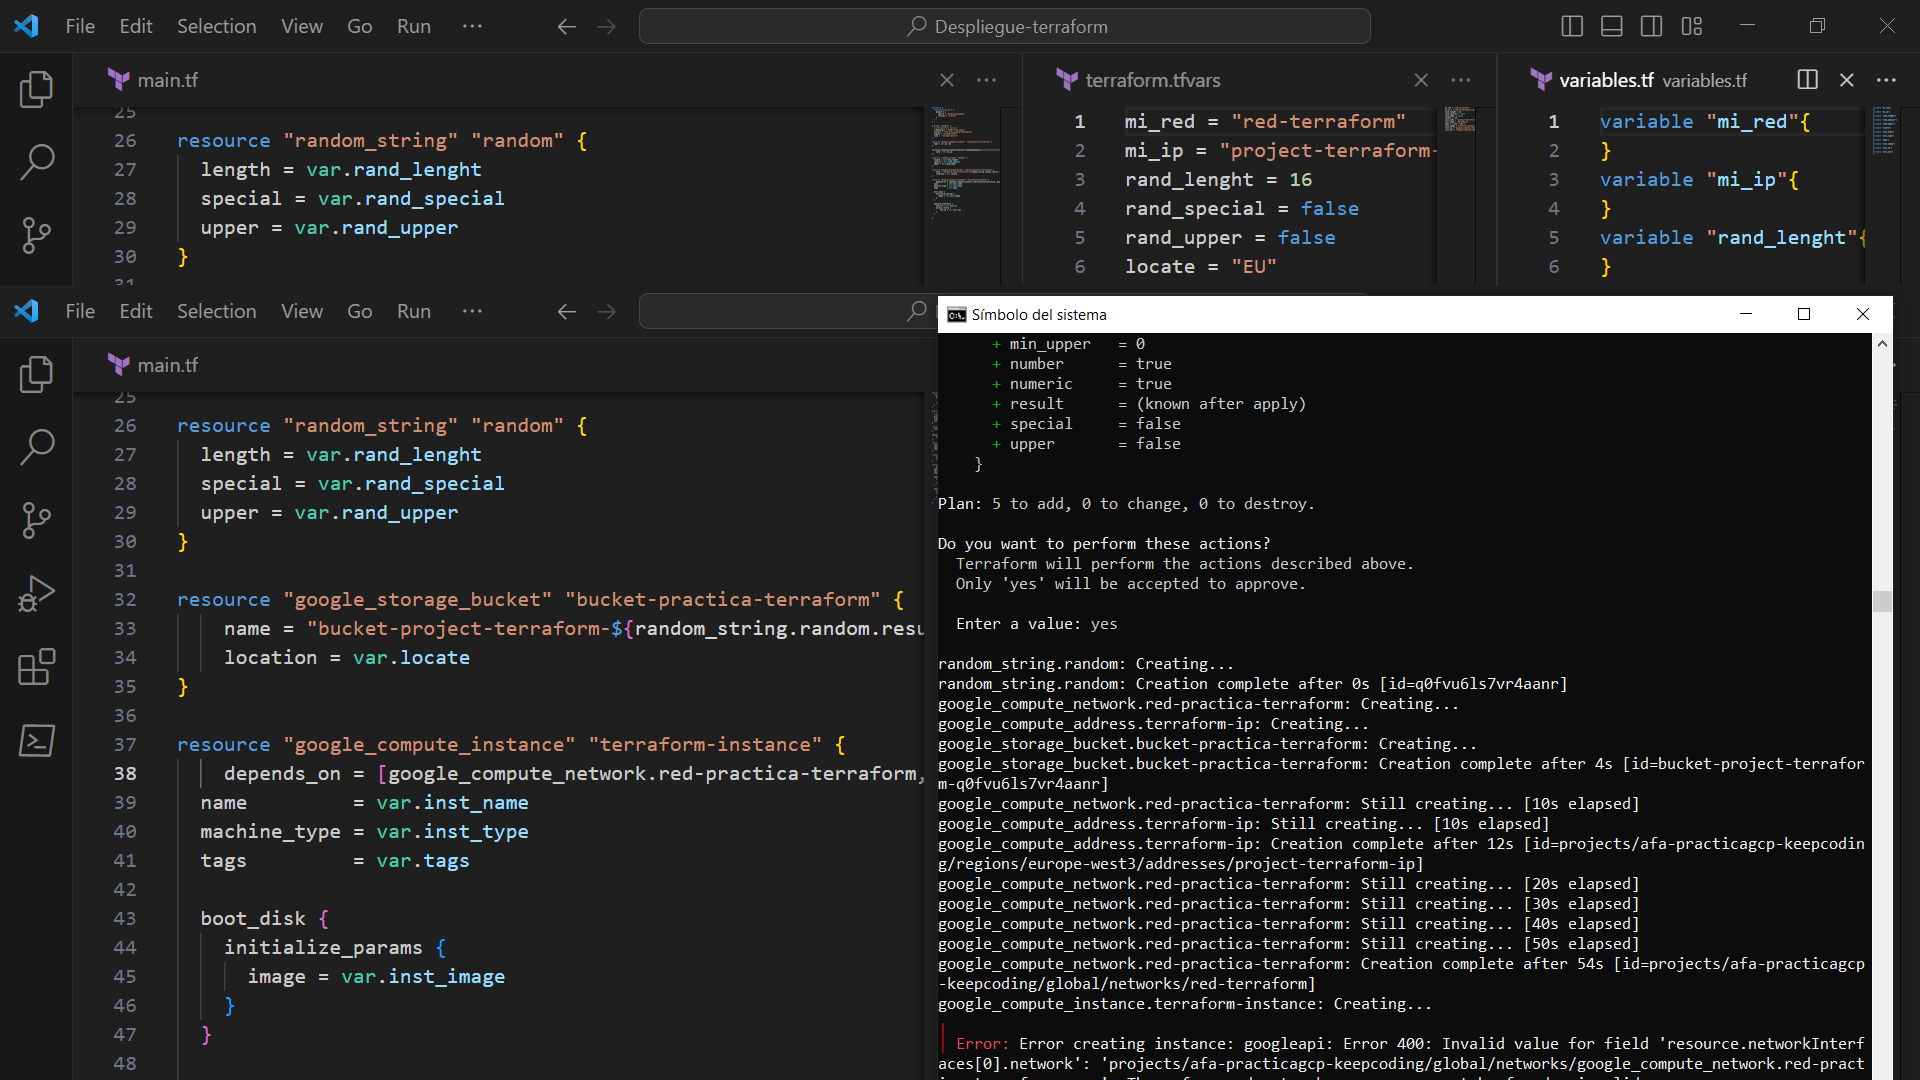 File Edit Selection View Go Run ··· Despliegue-terraform
main.tf
25
26 resource "random_string" "random" {
27 length = var.rand_lenght
28 special = var.rand_special
29 upper = var.rand_upper
30 }
31
terraform.tfvars
1 mi_red = "red-terraform"
2 mi_ip = "project-terraform-
3 rand_lenght = 16
4 rand_special = false
5 rand_upper = false
6 locate = "EU"
variables.tf variables.tf
1 variable "mi_red"{
2 }
3 variable "mi_ip"{
4 }
5 variable "rand_lenght"{
6 }
File Edit Selection View Go Run ···
main.tf
25
26 resource "random_string" "random" {
27 length = var.rand_lenght
28 special = var.rand_special
29 upper = var.rand_upper
30 }
31
32 resource "google_storage_bucket" "bucket-practica-terraform" {
33 name = "bucket-project-terraform-${random_string.random.resu
34 location = var.locate
35 }
36
37 resource "google_compute_instance" "terraform-instance" {
38 depends_on = [google_compute_network.red-practica-terraform,
39 name = var.inst_name
40 machine_type = var.inst_type
41 tags = var.tags
42
43 boot_disk {
44 initialize_params {
45 image = var.inst_image
46 }
47 }
48
Símbolo del sistema
+ min_upper = 0
+ number = true
+ numeric = true
+ result = (known after apply)
+ special = false
+ upper = false
}
Plan: 5 to add, 0 to change, 0 to destroy.
Do you want to perform these actions?
Terraform will perform the actions described above.
Only 'yes' will be accepted to approve.
Enter a value: yes
random_string.random: Creating...
random_string.random: Creation complete after 0s [id=q0fvu6ls7vr4aanr]
google_compute_network.red-practica-terraform: Creating...
google_compute_address.terraform-ip: Creating...
google_storage_bucket.bucket-practica-terraform: Creating...
google_storage_bucket.bucket-practica-terraform: Creation complete after 4s [id=bucket-project-terrafor
m-q0fvu6ls7vr4aanr]
google_compute_network.red-practica-terraform: Still creating... [10s elapsed]
google_compute_address.terraform-ip: Still creating... [10s elapsed]
google_compute_address.terraform-ip: Creation complete after 12s [id=projects/afa-practicagcp-keepcodin
g/regions/europe-west3/addresses/project-terraform-ip]
google_compute_network.red-practica-terraform: Still creating... [20s elapsed]
google_compute_network.red-practica-terraform: Still creating... [30s elapsed]
google_compute_network.red-practica-terraform: Still creating... [40s elapsed]
google_compute_network.red-practica-terraform: Still creating... [50s elapsed]
google_compute_network.red-practica-terraform: Creation complete after 54s [id=projects/afa-practicagcp
-keepcoding/global/networks/red-terraform]
google_compute_instance.terraform-instance: Creating...
Error: Error creating instance: googleapi: Error 400: Invalid value for field 'resource.networkInterf
aces[0].network': 'projects/afa-practicagcp-keepcoding/global/networks/google_compute_network.red-pract